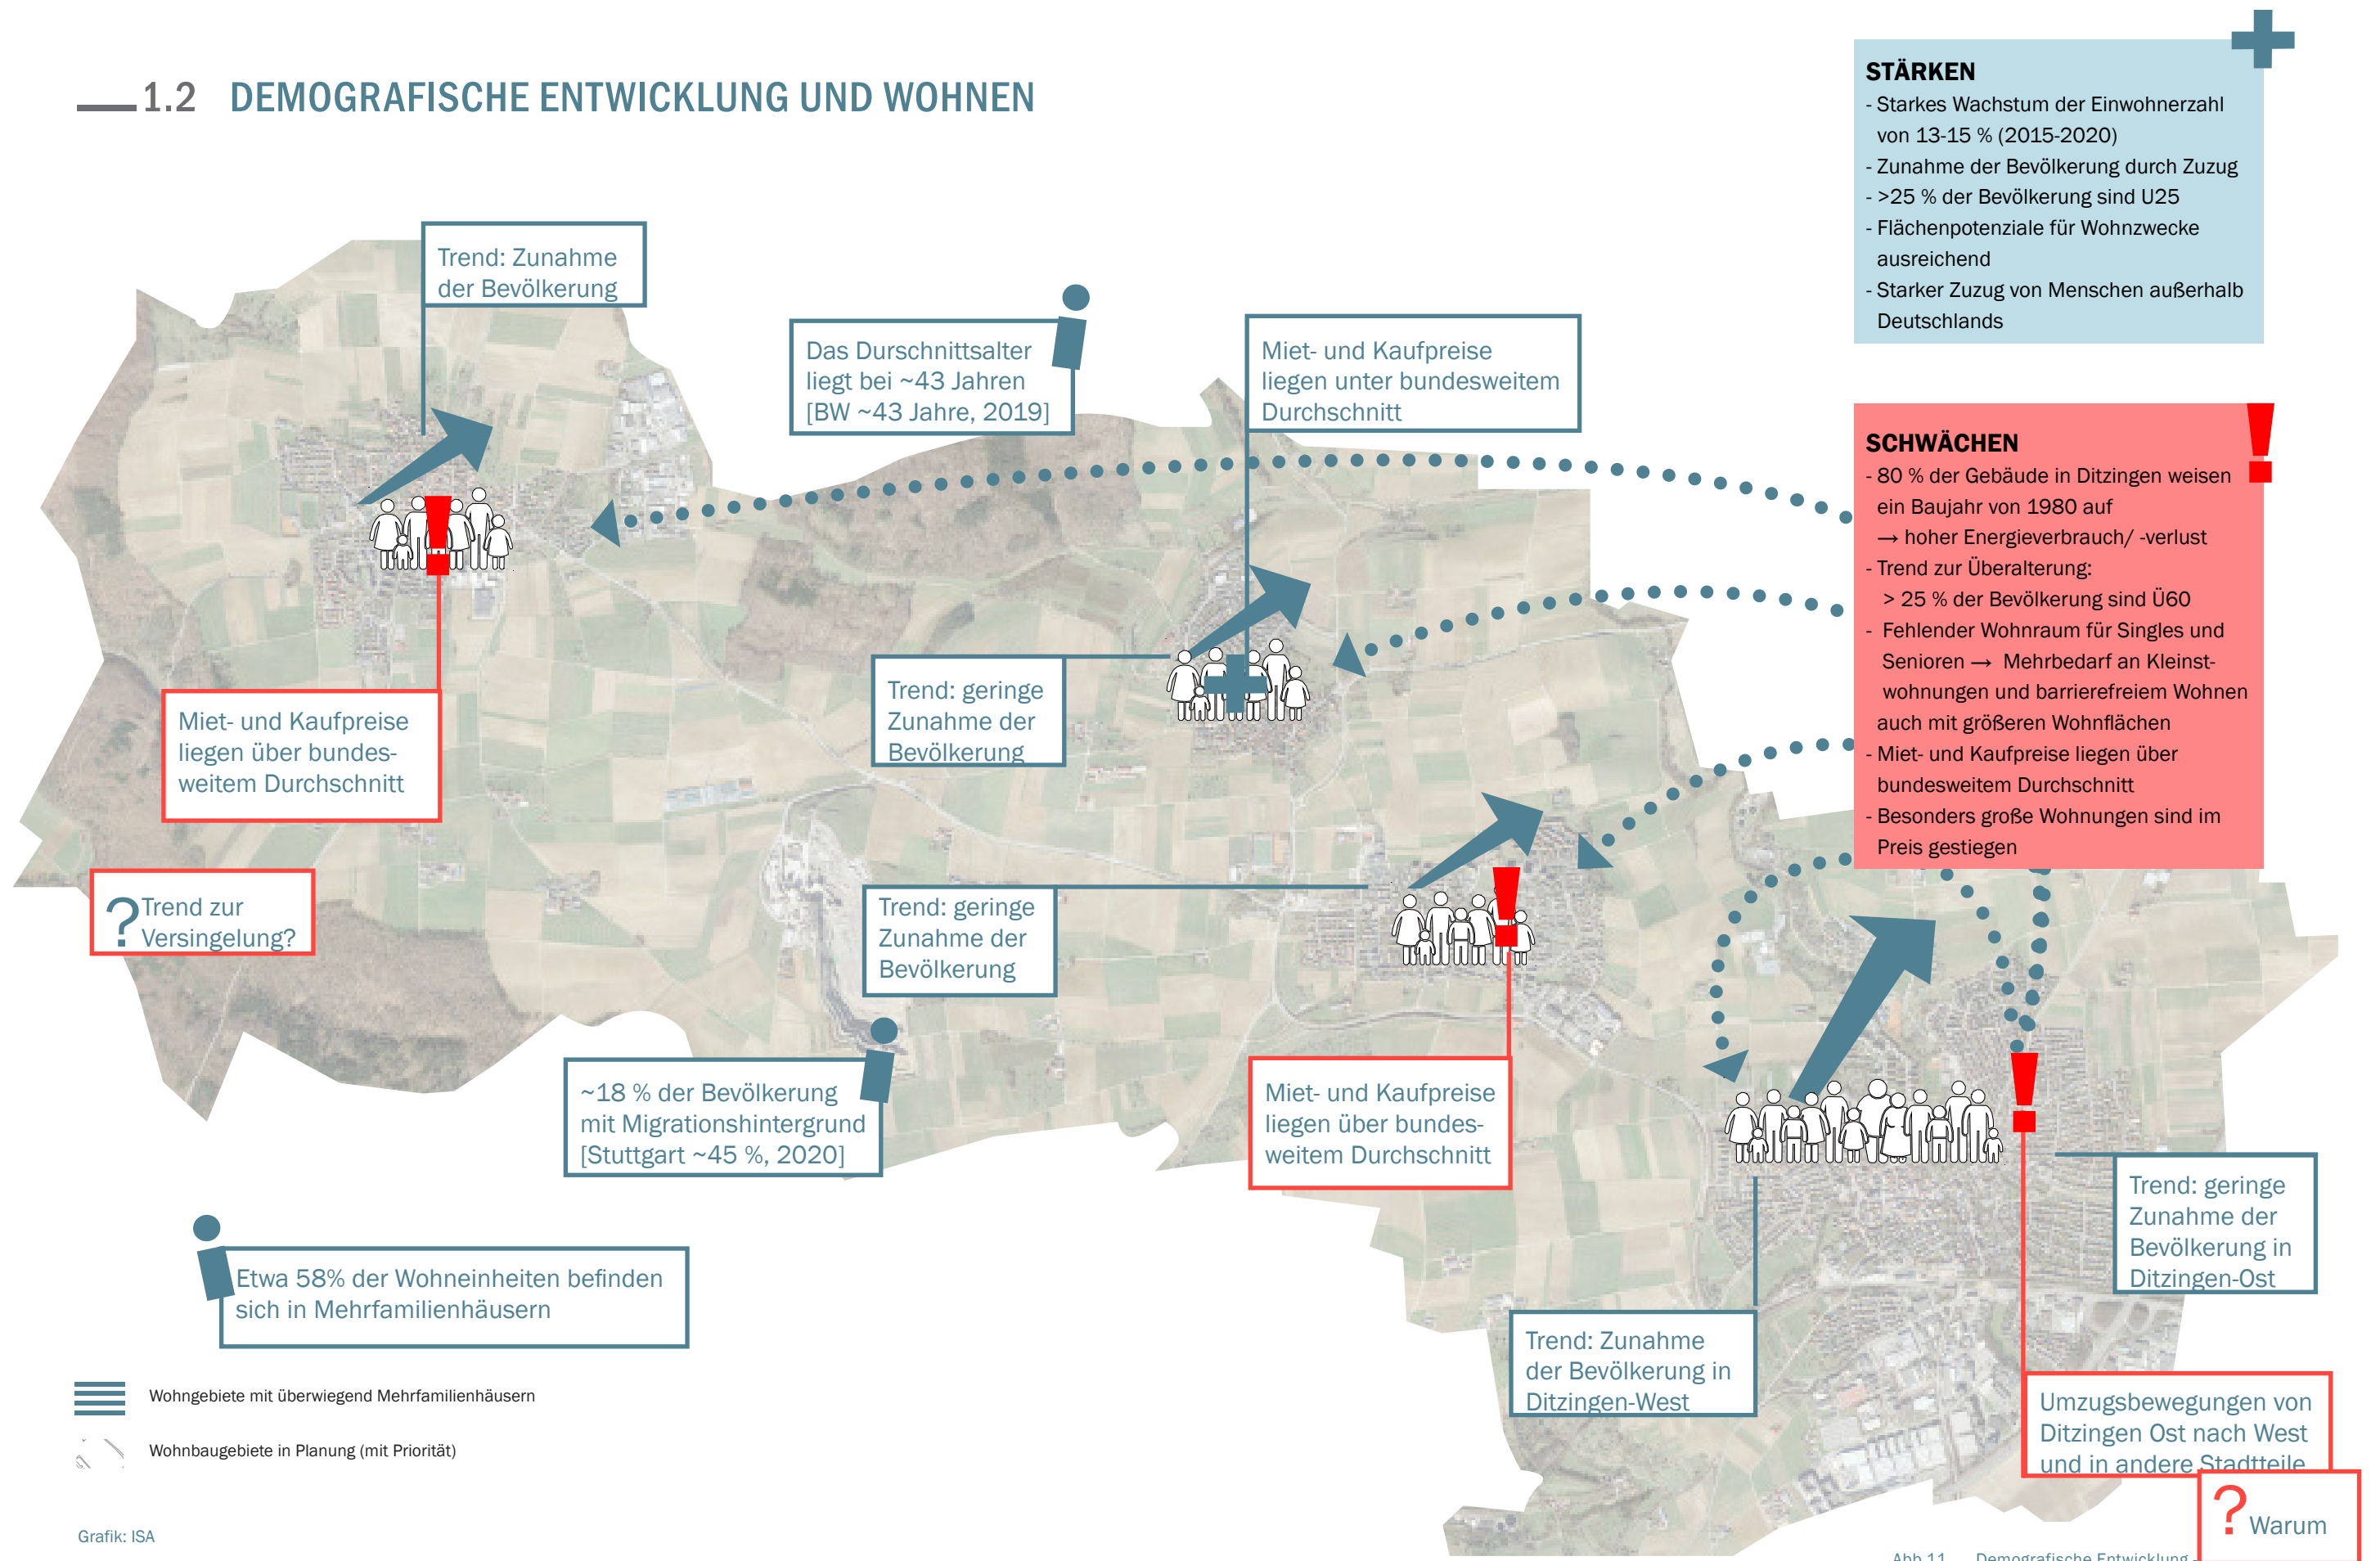 1.2 DEMOGRAFISCHE ENTWICKLUNG UND WOHNEN
STÄRKEN
- Starkes Wachstum der Einwohnerzahl
von 13-15 % (2015-2020)
- Zunahme der Bevölkerung durch Zuzug
- >25 % der Bevölkerung sind U25
- Flächenpotenziale für Wohnzwecke
ausreichend
- Starker Zuzug von Menschen außerhalb
Deutschlands
Trend: Zunahme
der Bevölkerung
Das Durschnittsalter
liegt bei ~43 Jahren
[BW ~43 Jahre, 2019]
Miet- und Kaufpreise
liegen unter bundesweitem
Durchschnitt
SCHWÄCHEN
- 80 % der Gebäude in Ditzingen weisen
ein Baujahr von 1980 auf
→ hoher Energieverbrauch/ -verlust
- Trend zur Überalterung:
> 25 % der Bevölkerung sind Ü60
- Fehlender Wohnraum für Singles und
Senioren → Mehrbedarf an Kleinst-
wohnungen und barrierefreiem Wohnen
auch mit größeren Wohnflächen
- Miet- und Kaufpreise liegen über
bundesweitem Durchschnitt
- Besonders große Wohnungen sind im
Preis gestiegen
Trend: geringe
Zunahme der
Bevölkerung
Miet- und Kaufpreise
liegen über bundes-
weitem Durchschnitt
? Trend zur
Versingelung?
Trend: geringe
Zunahme der
Bevölkerung
~18 % der Bevölkerung
mit Migrationshintergrund
[Stuttgart ~45 %, 2020]
Miet- und Kaufpreise
liegen über bundes-
weitem Durchschnitt
Trend: geringe
Zunahme der
Bevölkerung in
Ditzingen-Ost
Etwa 58% der Wohneinheiten befinden
sich in Mehrfamilienhäusern
Trend: Zunahme
der Bevölkerung in
Ditzingen-West
Umzugsbewegungen von
Ditzingen Ost nach West
und in andere Stadtteile
? Warum
Wohngebiete mit überwiegend Mehrfamilienhäusern
Wohnbaugebiete in Planung (mit Priorität)
Grafik: ISA
Abb 11 Demografische Entwicklung